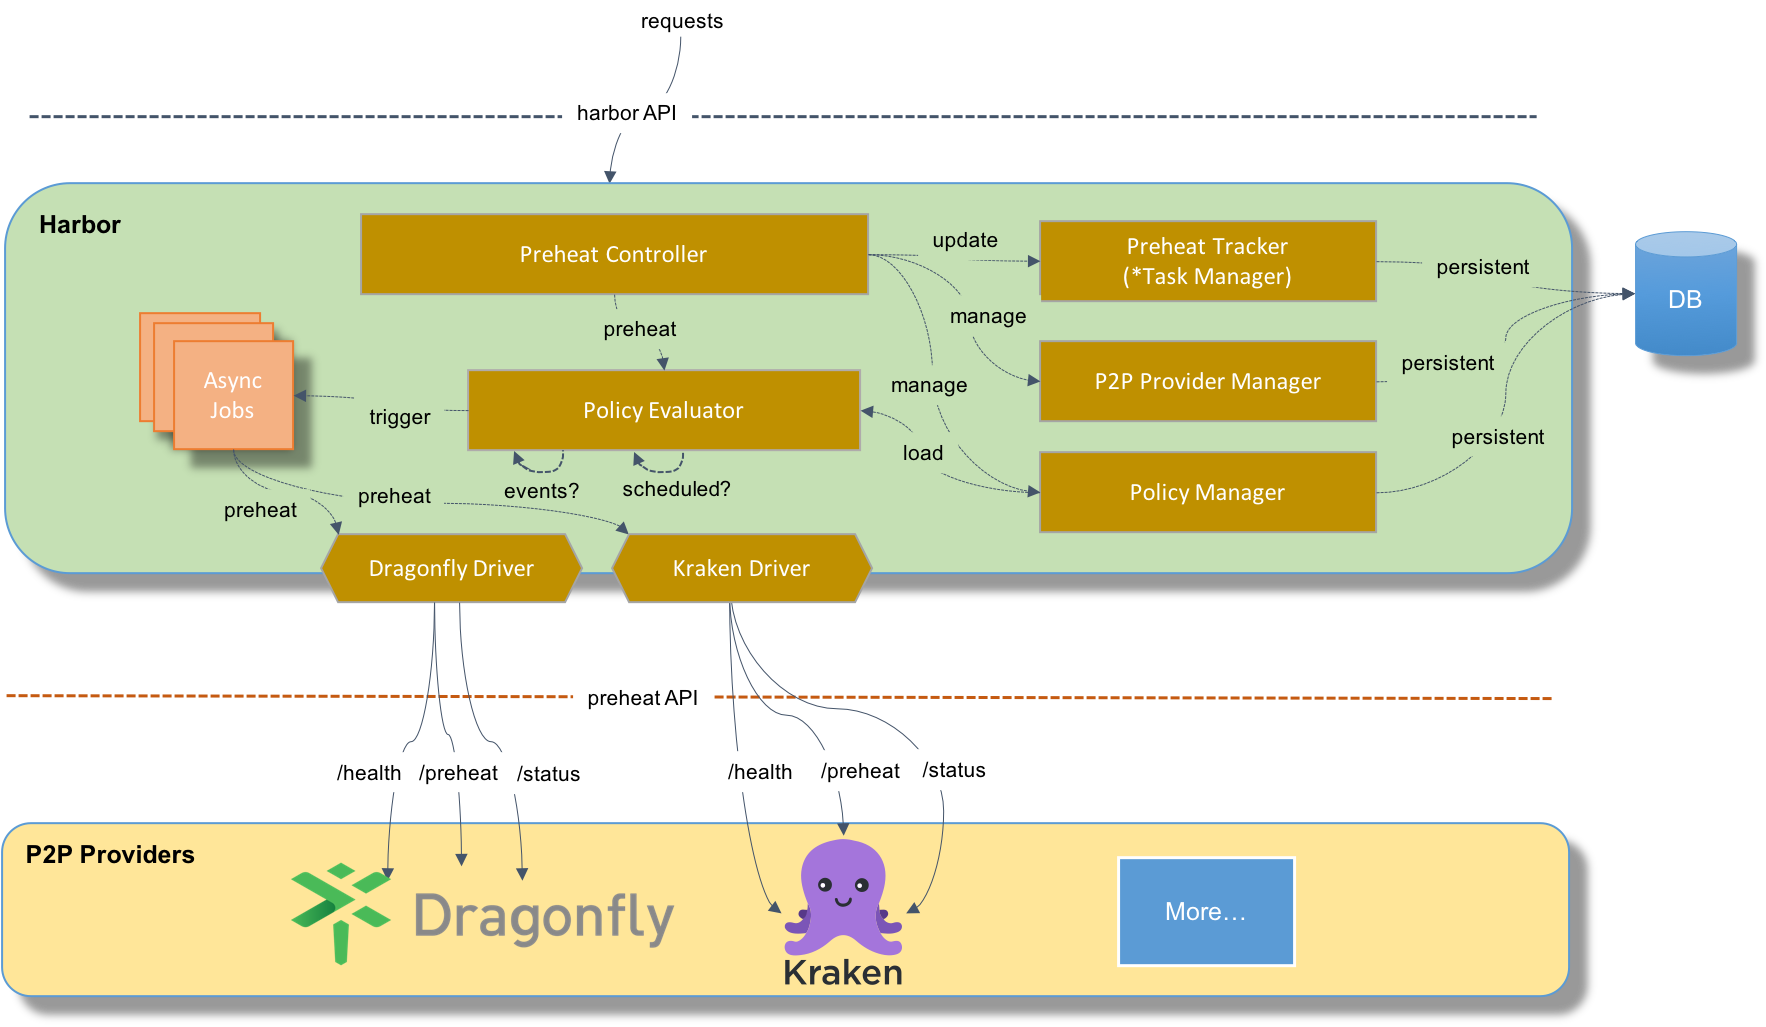 requests
harbor API
Harbor
Preheat Controller
update
Preheat Tracker
(*Task Manager)
persistent
DB
preheat
manage
Async
Jobs
trigger
Policy Evaluator
manage
P2P Provider Manager
persistent
load
persistent
events?
scheduled?
Policy Manager
preheat
preheat
Dragonfly Driver
Kraken Driver
preheat API
/health
/preheat
/status
/health
/preheat
/status
P2P Providers
Dragonfly
Kraken
More...